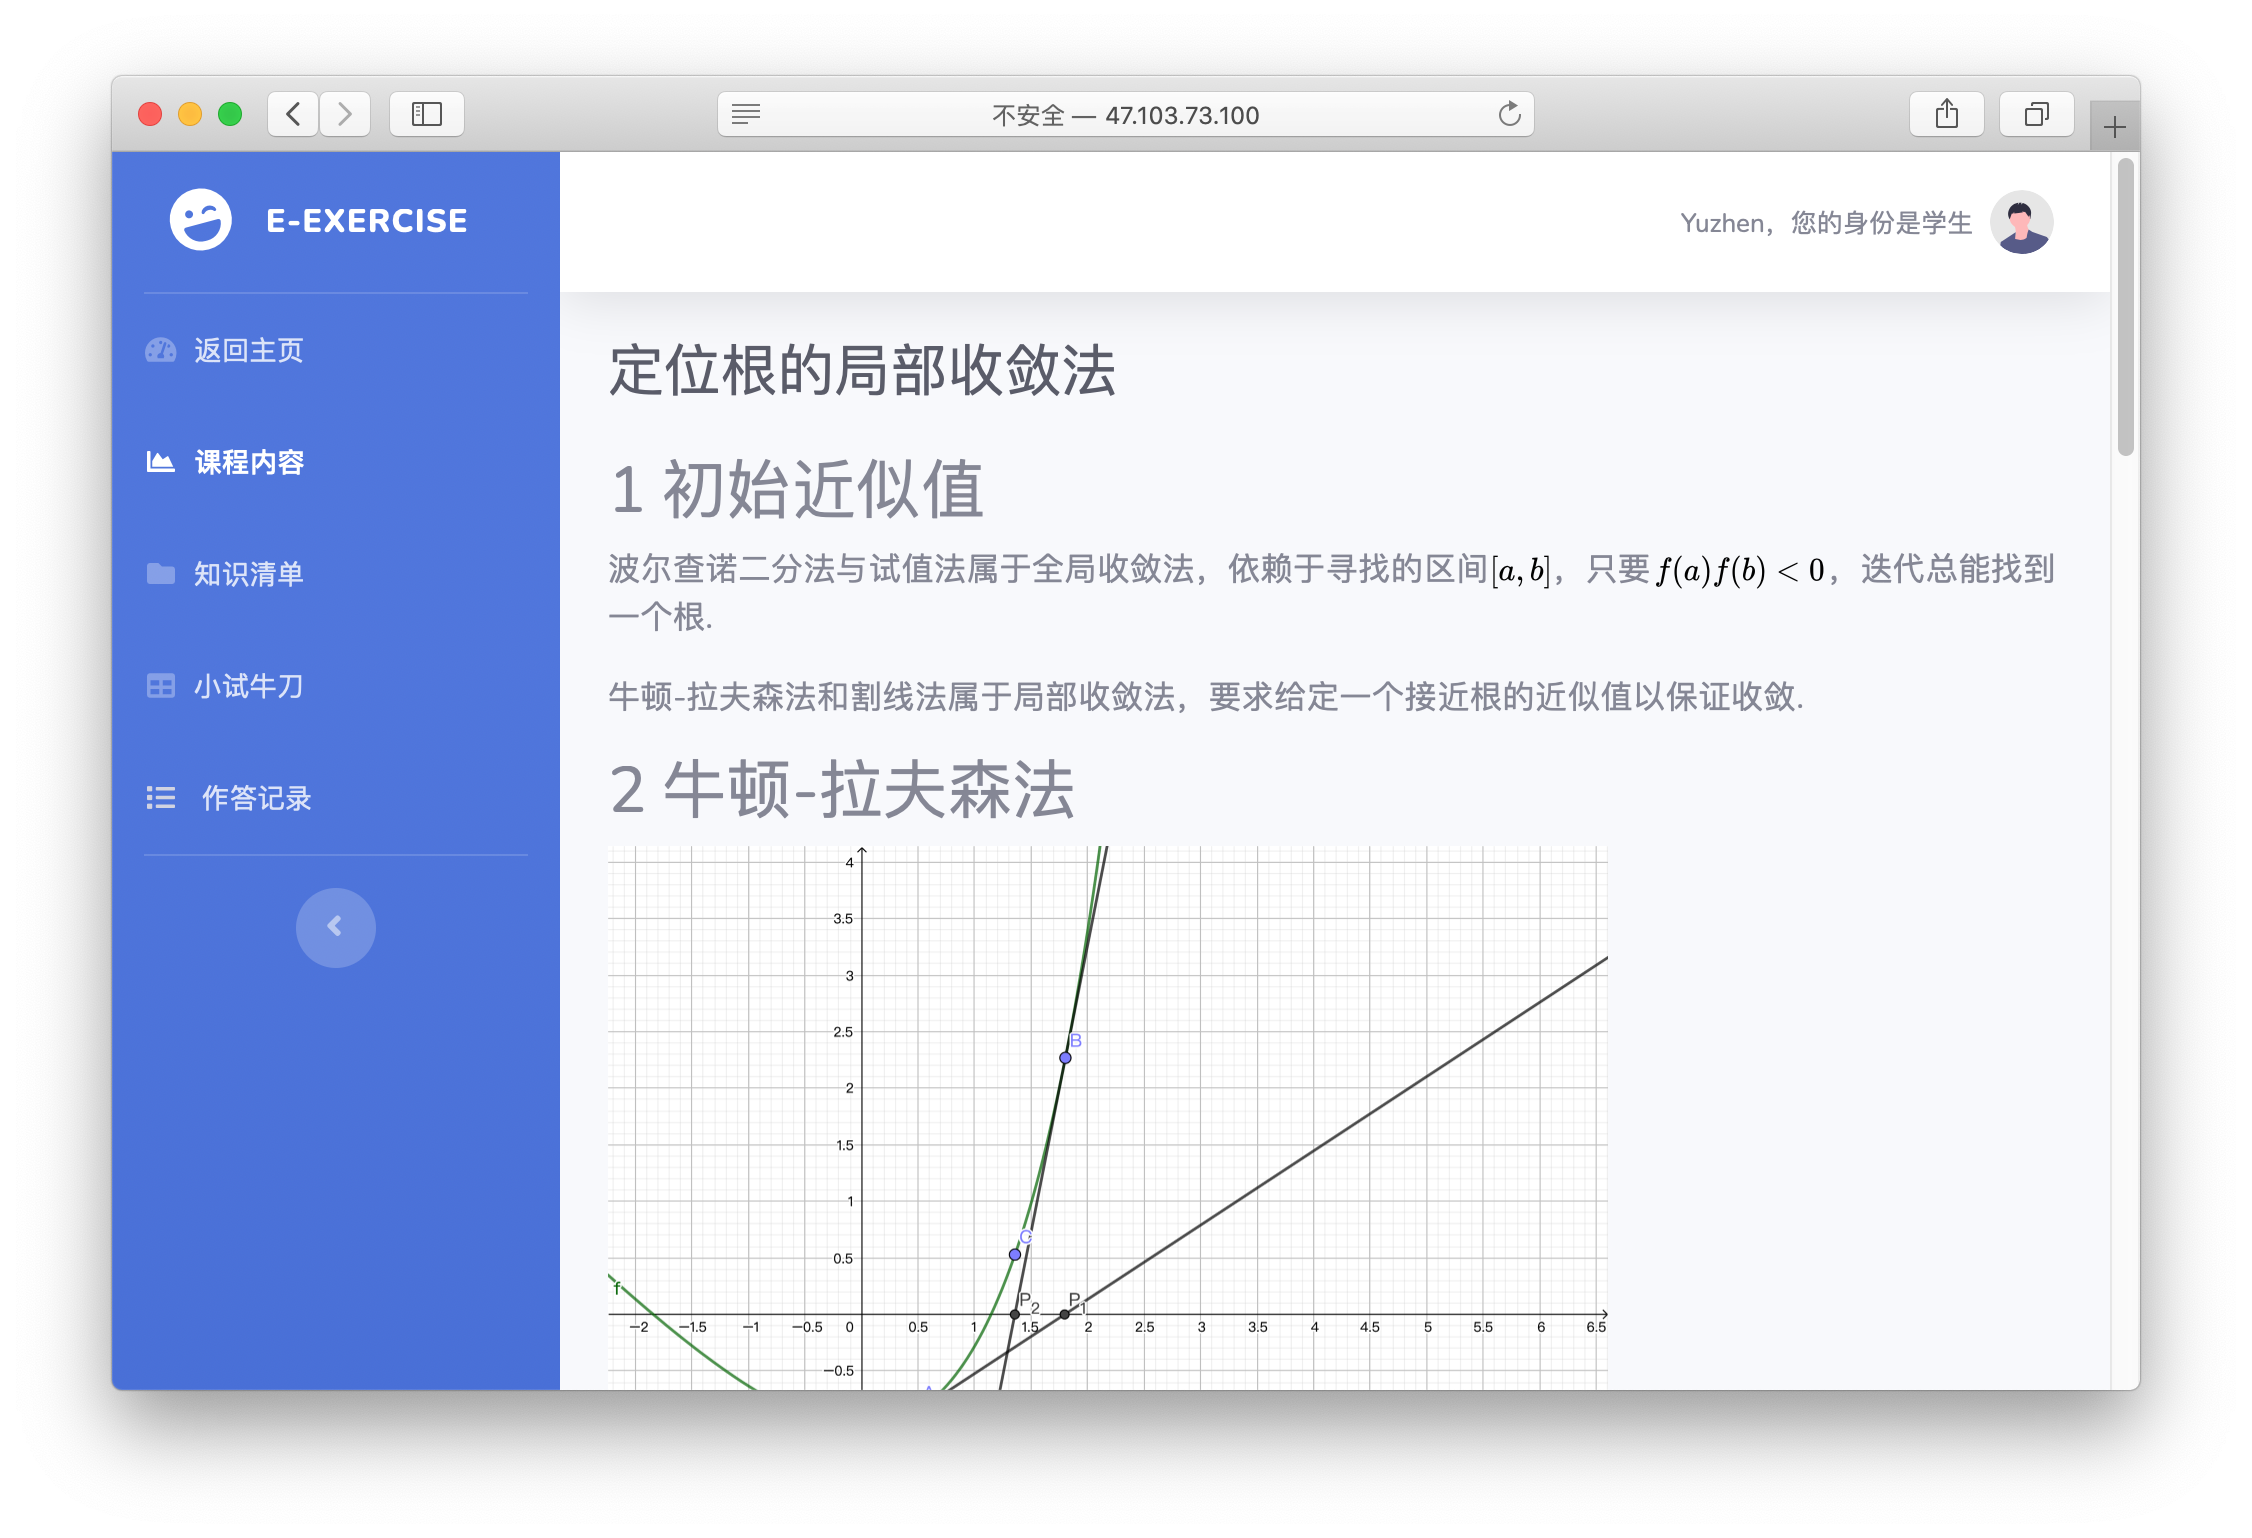 不安全 — 47.103.73.100
E-EXERCISE
Yuzhen，您的身份是学生
返回主页
课程内容
知识清单
小试牛刀
作答记录
定位根的局部收敛法
1 初始近似值
波尔查诺二分法与试值法属于全局收敛法，依赖于寻找的区间[a, b]，只要 f(a)f(b) < 0，迭代总能找到
一个根.
牛顿-拉夫森法和割线法属于局部收敛法，要求给定一个接近根的近似值以保证收敛.
2 牛顿-拉夫森法
4
3.5
3
2.5
B
2
1.5
1
C
0.5
f
P2 P1
−2 −1.5 −1 −0.5 0 0.5 1 1.5 2 2.5 3 3.5 4 4.5 5 5.5 6 6.5
−0.5